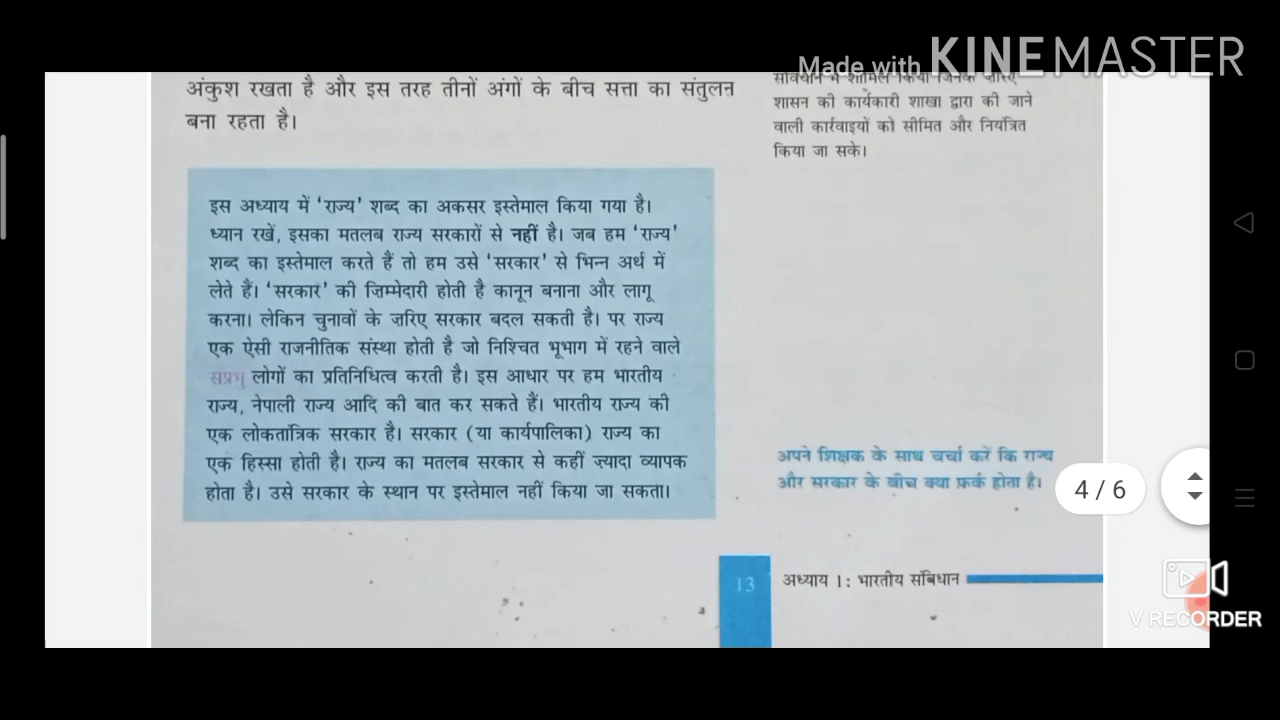 Made with KINEMASTER
अंकुश रखता है और इस तरह तीनों अंगों के बीच सत्ता का संतुलन
बना रहता है।
संविधान में शामिल किया जिनके ज़रिए
शासन की कार्यकारी शाखा द्वारा की जाने
वाली कार्रवाइयों को सीमित और नियंत्रित
किया जा सके।
इस अध्याय में ‘राज्य’ शब्द का अकसर इस्तेमाल किया गया है।
ध्यान रखें, इसका मतलब राज्य सरकारों से नहीं है। जब हम ‘राज्य’
शब्द का इस्तेमाल करते हैं तो हम उसे ‘सरकार’ से भिन्न अर्थ में
लेते हैं। ‘सरकार’ की ज़िम्मेदारी होती है कानून बनाना और लागू
करना। लेकिन चुनावों के ज़रिए सरकार बदल सकती है। पर राज्य
एक ऐसी राजनीतिक संस्था होती है जो निश्चित भूभाग में रहने वाले
संप्रभु लोगों का प्रतिनिधित्व करती है। इस आधार पर हम भारतीय
राज्य, नेपाली राज्य आदि की बात कर सकते हैं। भारतीय राज्य की
एक लोकतांत्रिक सरकार है। सरकार (या कार्यपालिका) राज्य का
एक हिस्सा होती है। राज्य का मतलब सरकार से कहीं ज़्यादा व्यापक
होता है। उसे सरकार के स्थान पर इस्तेमाल नहीं किया जा सकता।
अपने शिक्षक के साथ चर्चा करें कि राज्य
और सरकार के बीच क्या फ़र्क होता है।
4 / 6
13
अध्याय 1: भारतीय संविधान
V RECORDER